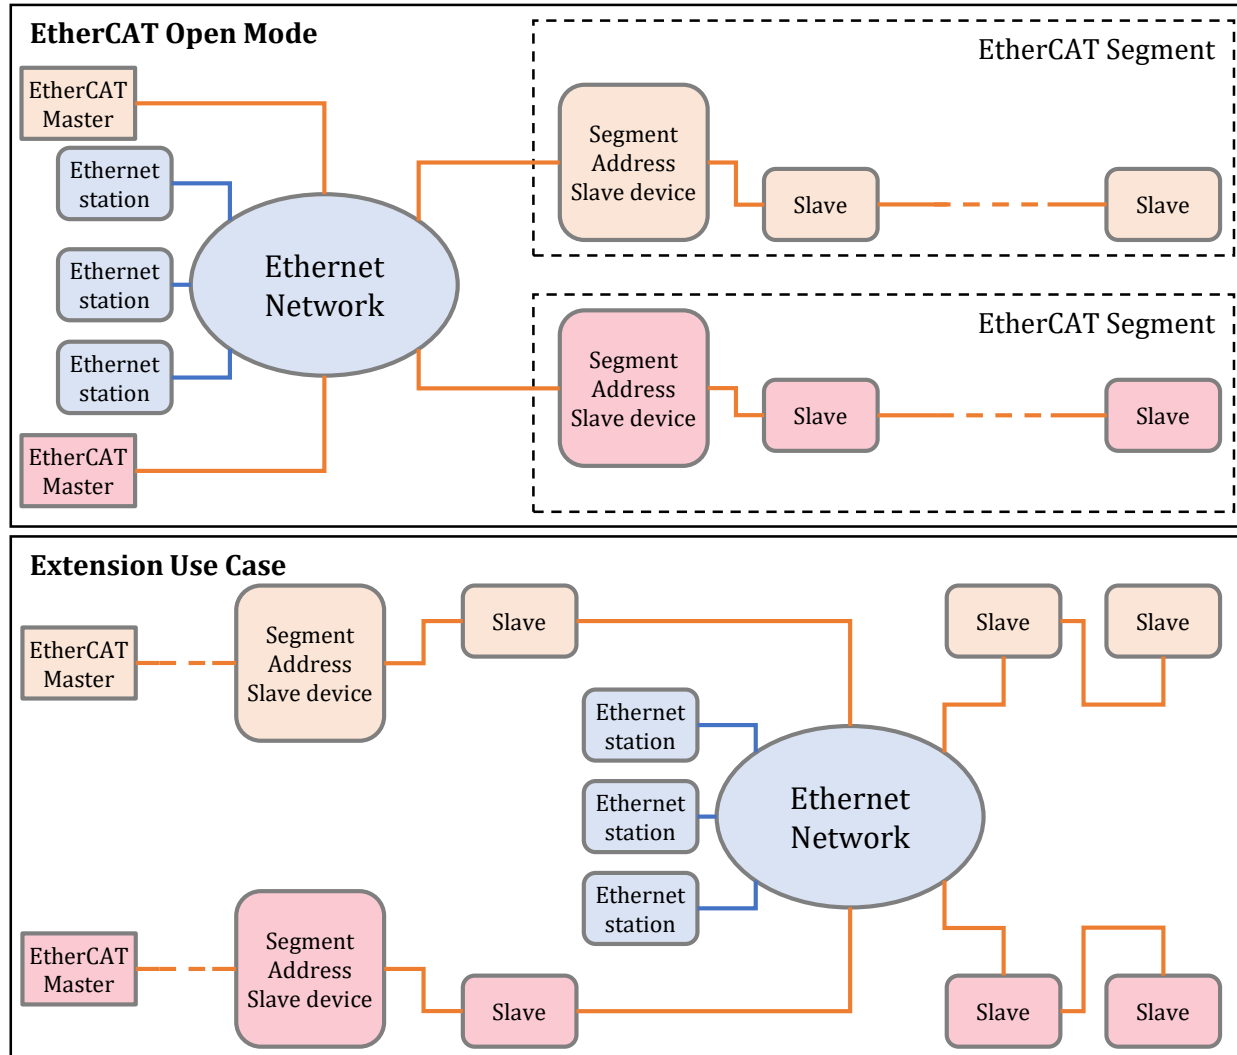 EtherCAT Open Mode
EtherCAT
Master
Ethernet
station
Ethernet
station
Ethernet
station
EtherCAT
Master
Ethernet
Network
EtherCAT Segment
Segment
Address
Slave device
Slave
Slave
EtherCAT Segment
Segment
Address
Slave device
Slave
Slave
Extension Use Case
EtherCAT
Master
Segment
Address
Slave device
Slave
Ethernet
station
Ethernet
station
Ethernet
station
Ethernet
Network
Slave
Slave
EtherCAT
Master
Segment
Address
Slave device
Slave
Slave
Slave